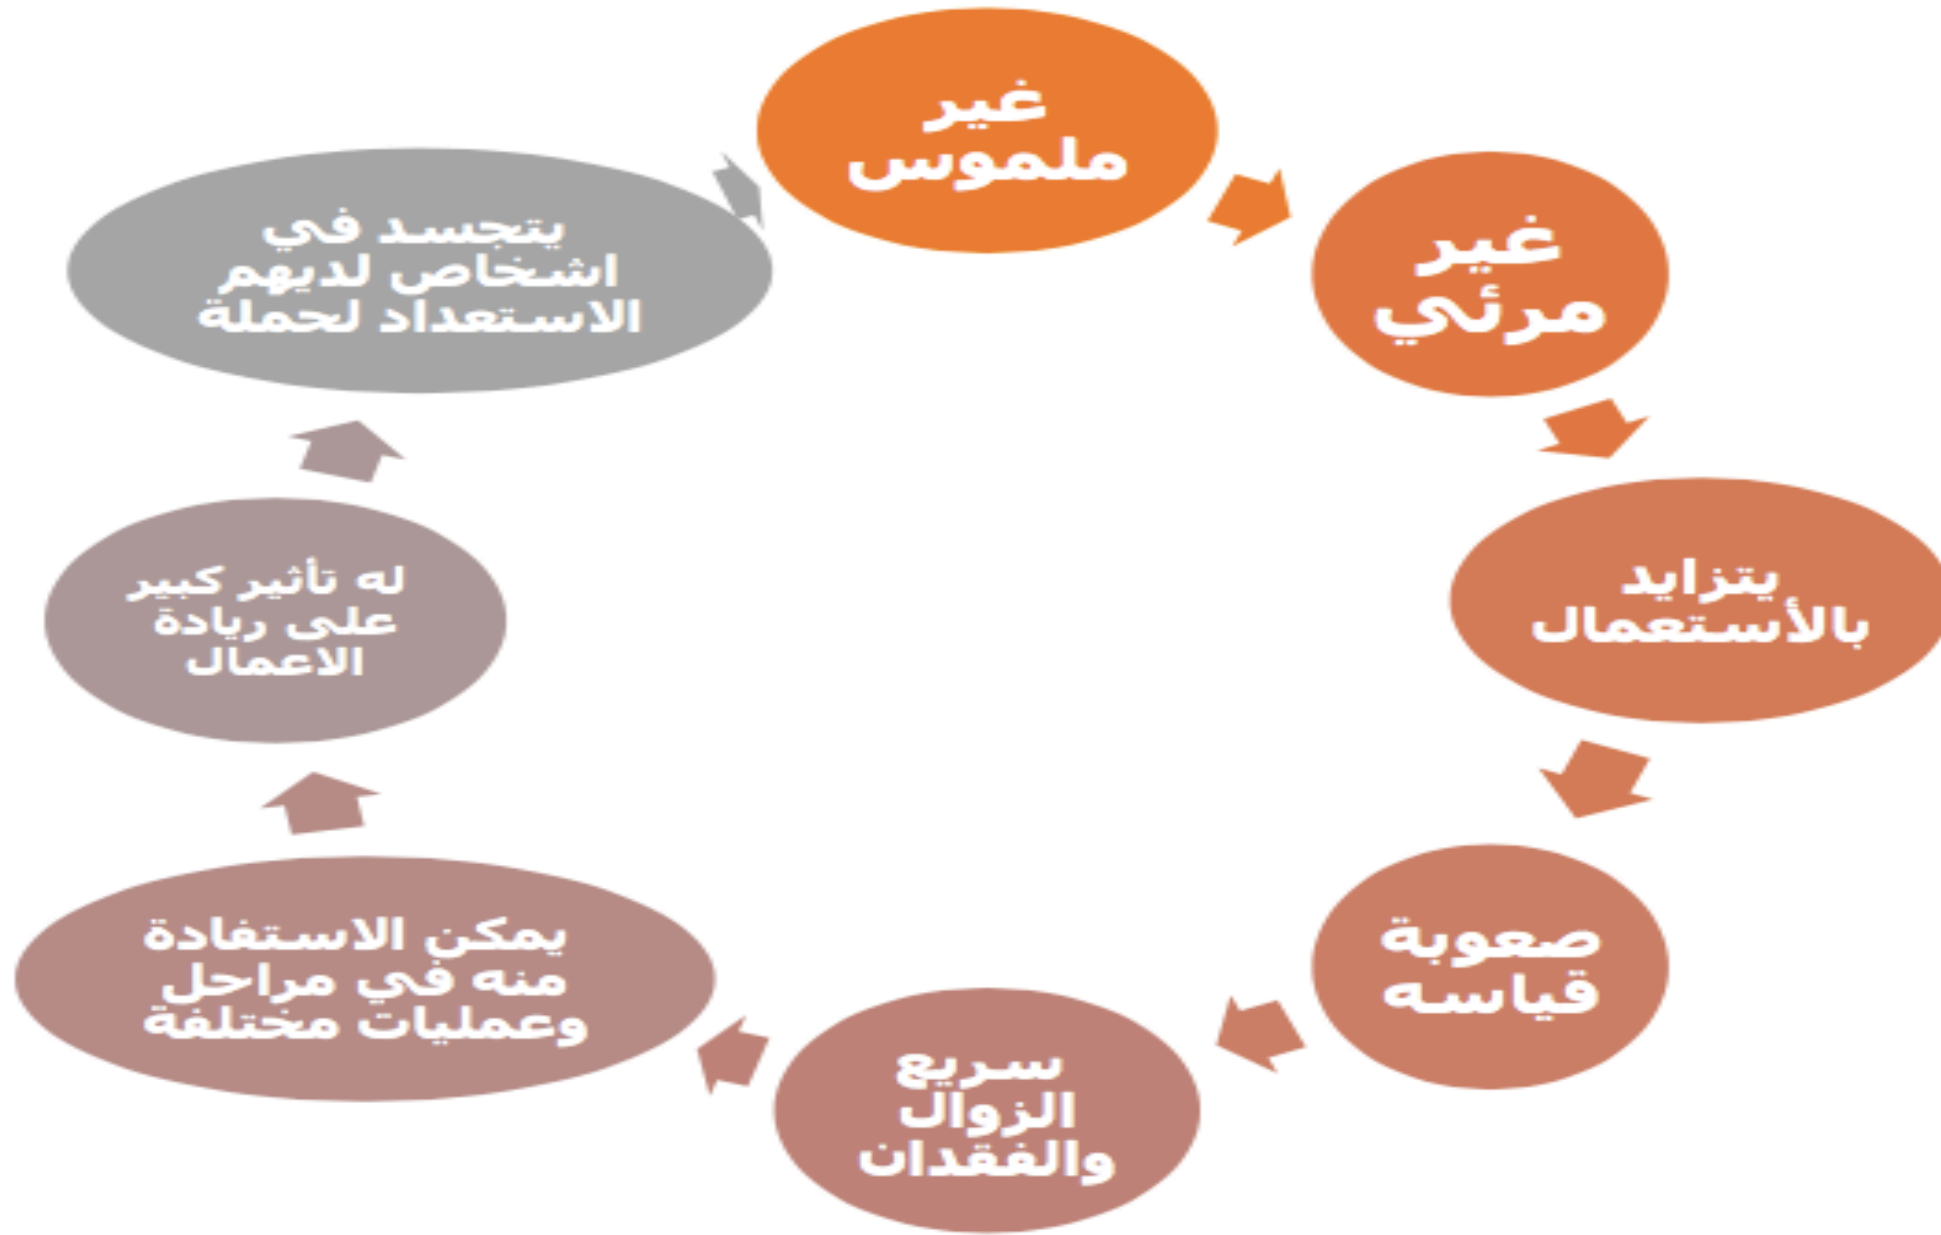 غير
ملموس
غير
مرئي
يتزايد
بالأستعمال
صعوبة
قياسه
سريع
الزوال
والفقدان
يمكن الاستفادة
منه في مراحل
وعمليات مختلفة
له تأثير كبير
على ريادة
الاعمال
يتجسد في
اشخاص لديهم
الاستعداد لحملة